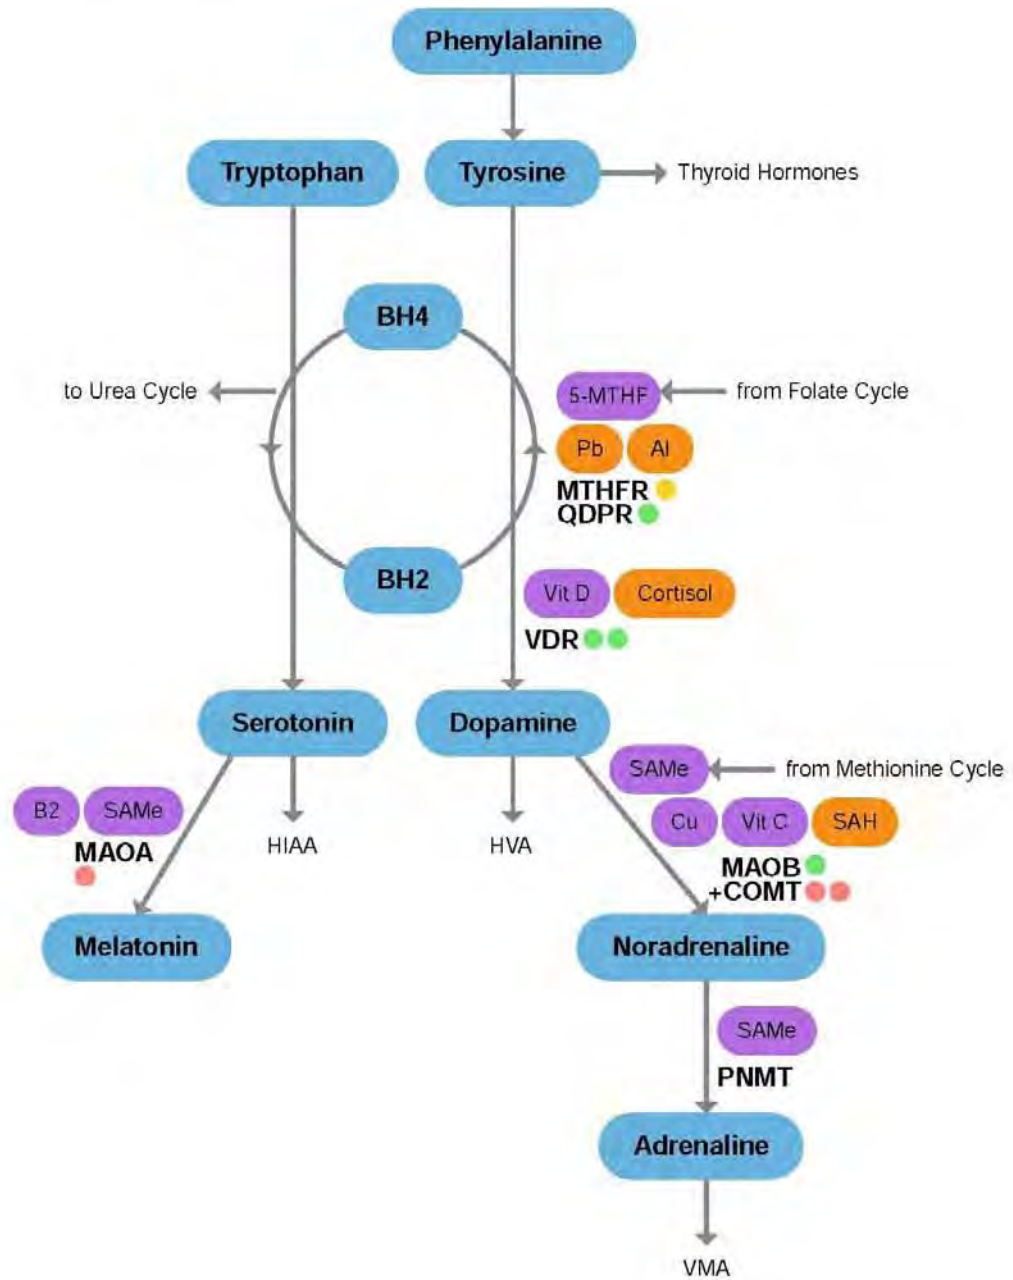 Phenylalanine
Tryptophan
Tyrosine
Thyroid Hormones
BH4
to Urea Cycle
5-MTHF
from Folate Cycle
Pb
Al
MTHFR
QDPR
BH2
Vit D
Cortisol
VDR
Serotonin
Dopamine
SAMe
from Methionine Cycle
B2
SAMe
Cu
Vit C
SAH
MAOA
HIAA
HVA
MAOB
+COMT
Melatonin
Noradrenaline
SAMe
PNMT
Adrenaline
VMA